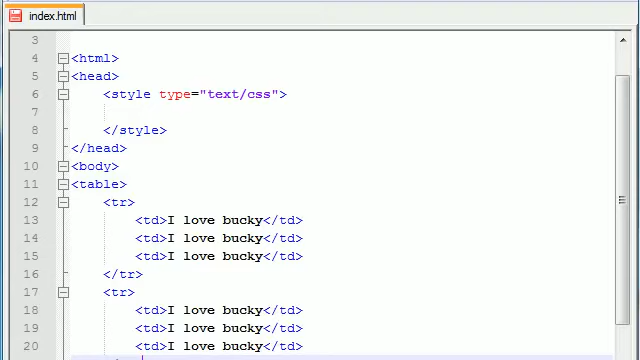 index.html
3
4 <html>
5 <head>
6 <style type="text/css">
7
8 </style>
9 </head>
10 <body>
11 <table>
12 <tr>
13 <td>I love bucky</td>
14 <td>I love bucky</td>
15 <td>I love bucky</td>
16 </tr>
17 <tr>
18 <td>I love bucky</td>
19 <td>I love bucky</td>
20 <td>I love bucky</td>